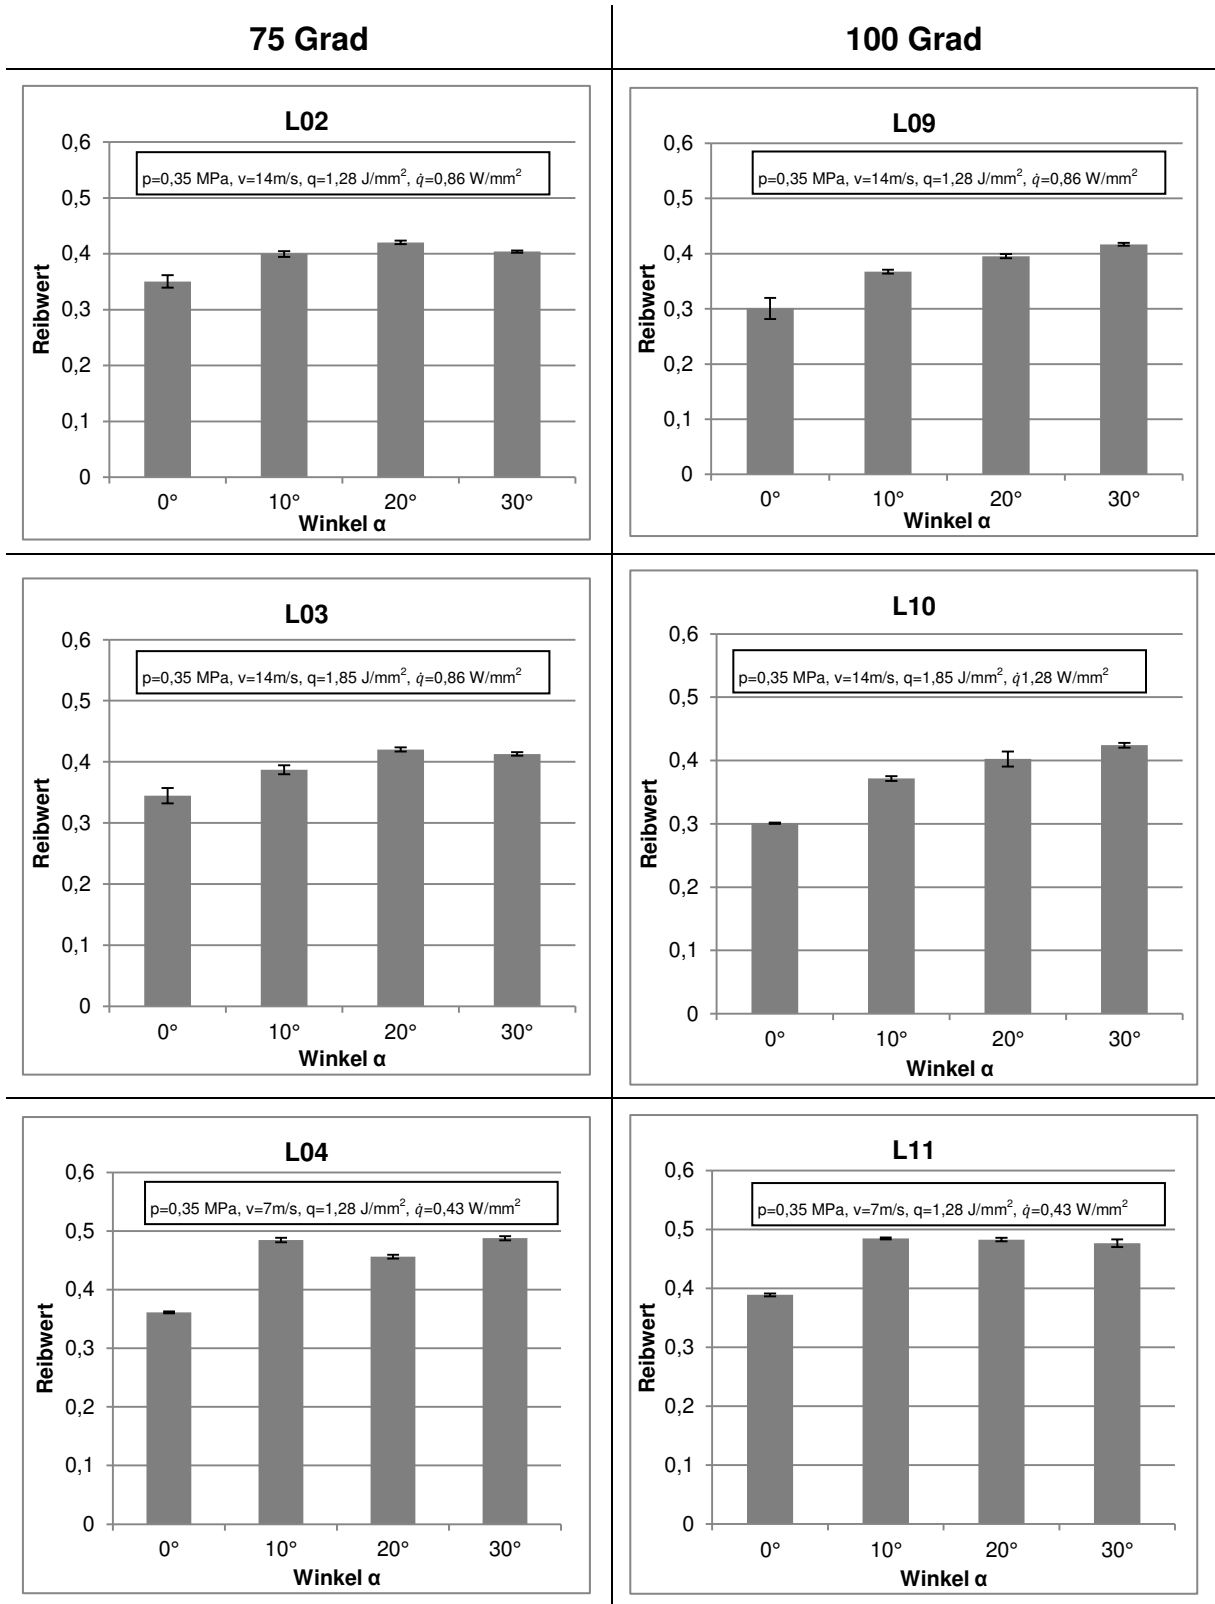 75 Grad
100 Grad
L02
p=0,35 MPa, v=14m/s, q=1,28 J/mm², q̇=0,86 W/mm²
0,6
0,5
0,4
0,3
0,2
0,1
0
Reibwert
0° 10° 20° 30°
Winkel α
L09
p=0,35 MPa, v=14m/s, q=1,28 J/mm², q̇=0,86 W/mm²
0,6
0,5
0,4
0,3
0,2
0,1
0
Reibwert
0° 10° 20° 30°
Winkel α
L03
p=0,35 MPa, v=14m/s, q=1,85 J/mm², q̇=0,86 W/mm²
0,6
0,5
0,4
0,3
0,2
0,1
0
Reibwert
0° 10° 20° 30°
Winkel α
L10
p=0,35 MPa, v=14m/s, q=1,85 J/mm², q̇1,28 W/mm²
0,6
0,5
0,4
0,3
0,2
0,1
0
Reibwert
0° 10° 20° 30°
Winkel α
L04
p=0,35 MPa, v=7m/s, q=1,28 J/mm², q̇=0,43 W/mm²
0,6
0,5
0,4
0,3
0,2
0,1
0
Reibwert
0° 10° 20° 30°
Winkel α
L11
p=0,35 MPa, v=7m/s, q=1,28 J/mm², q̇=0,43 W/mm²
0,6
0,5
0,4
0,3
0,2
0,1
0
Reibwert
0° 10° 20° 30°
Winkel α